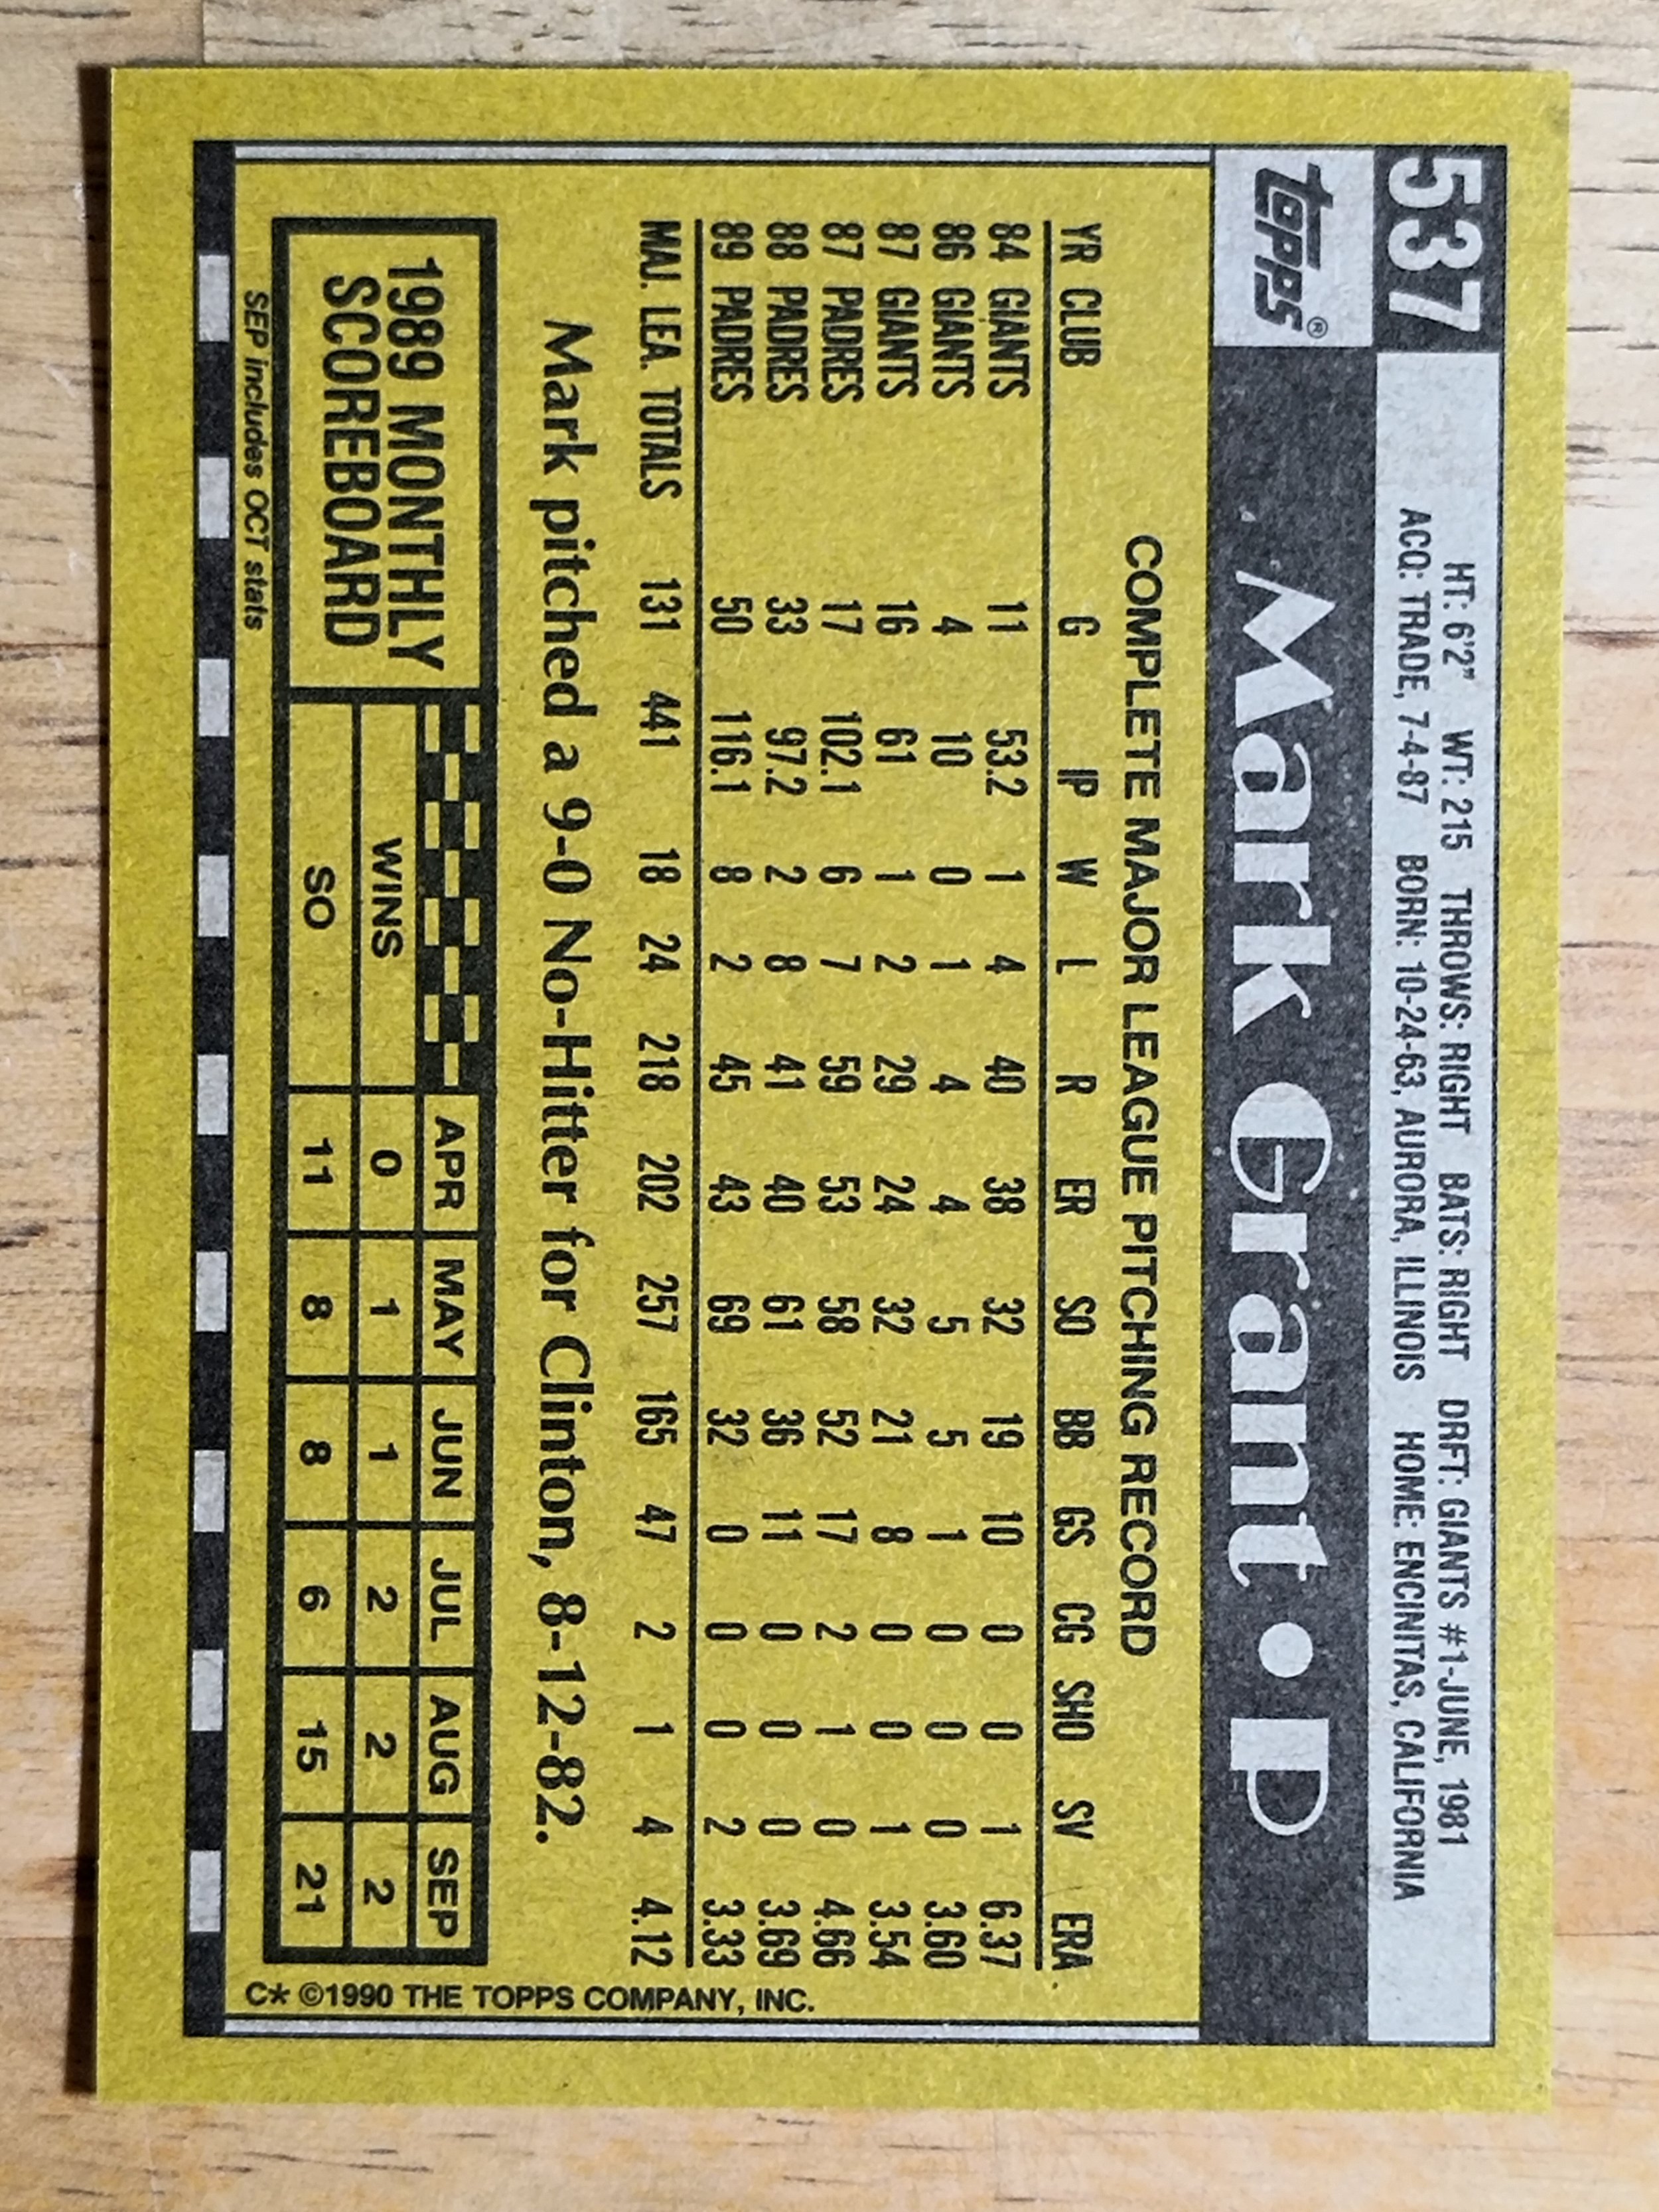 537
HT: 6'2" WT: 215 THROWS: RIGHT BATS: RIGHT DRFT: GIANTS #1-JUNE, 1981
ACQ: TRADE, 7-4-87 BORN: 10-24-63, AURORA, ILLINOIS HOME: ENCINITAS, CALIFORNIA
TOPPS®
Mark Grant • P
COMPLETE MAJOR LEAGUE PITCHING RECORD
YR CLUB G IP W L R ER SO BB GS CG SHO SV ERA
84 GIANTS 11 53.2 1 4 40 38 32 19 10 0 0 1 6.37
86 GIANTS 4 10 0 1 4 4 5 5 1 0 0 0 3.60
87 GIANTS 16 61 1 2 29 24 32 21 8 0 0 1 3.54
87 PADRES 17 102.1 6 7 59 53 58 52 17 2 1 0 4.66
88 PADRES 33 97.2 2 8 41 40 61 36 11 0 0 0 3.69
89 PADRES 50 116.1 8 2 45 43 69 32 0 0 0 2 3.33
MAJ. LEA. TOTALS 131 441 18 24 218 202 257 165 47 2 1 4 4.12
Mark pitched a 9-0 No-Hitter for Clinton, 8-12-82.
1989 MONTHLY
SCOREBOARD
APR MAY JUN JUL AUG SEP
WINS 0 1 1 2 2 2
SO 11 8 8 6 15 21
SEP includes OCT stats
C* ©1990 THE TOPPS COMPANY, INC.